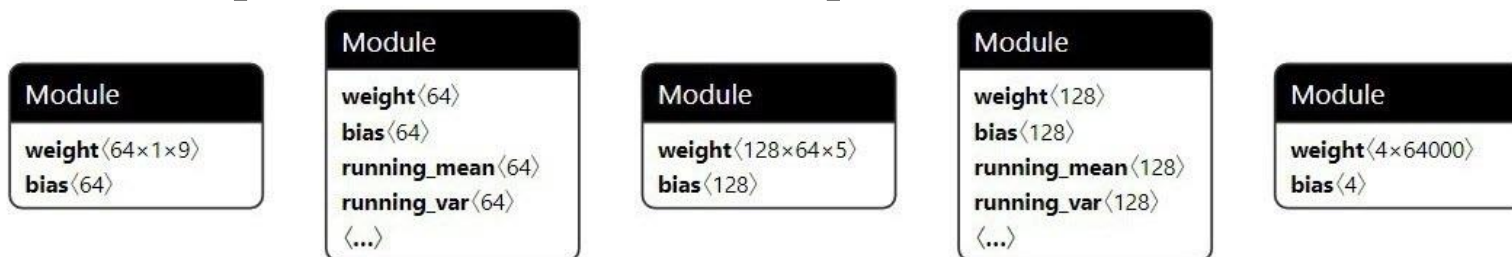 Module
weight〈64×1×9〉
bias〈64〉
Module
weight〈64〉
bias〈64〉
running_mean〈64〉
running_var〈64〉
〈...〉
Module
weight〈128×64×5〉
bias〈128〉
Module
weight〈128〉
bias〈128〉
running_mean〈128〉
running_var〈128〉
〈...〉
Module
weight〈4×64000〉
bias〈4〉